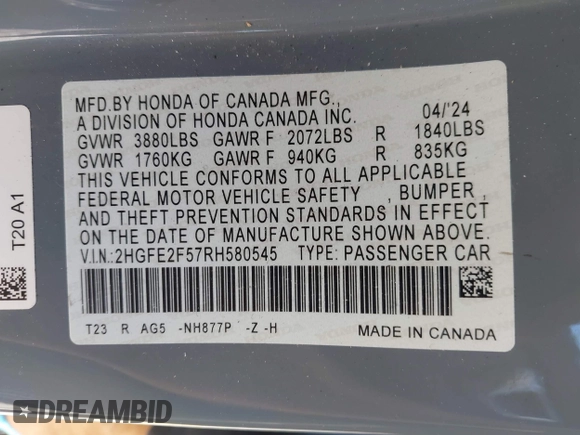 MFD.BY HONDA OF CANADA MFG.,
A DIVISION OF HONDA CANADA INC. 04/'24
GVWR 3880LBS GAWR F 2072LBS R 1840LBS
GVWR 1760KG GAWR F 940KG R 835KG
THIS VEHICLE CONFORMS TO ALL APPLICABLE
FEDERAL MOTOR VEHICLE SAFETY , BUMPER ,
AND THEFT PREVENTION STANDARDS IN EFFECT
ON THE DATE OF MANUFACTURE SHOWN ABOVE.
V.I.N.:2HGFE2F57RH580545 TYPE: PASSENGER CAR
T23 R AG5 -NH877P -Z -H MADE IN CANADA
T20 A1
DREAMBID